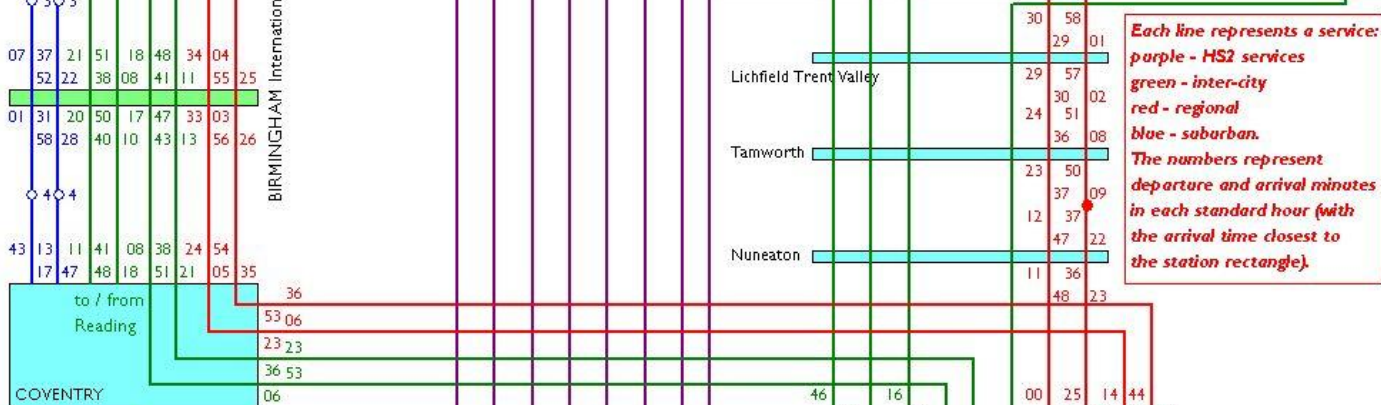 3 3
30 58
29 01
07 37 21 51 18 48 34 04
52 22 38 08 41 11 55 25
01 31 20 50 17 47 33 03
58 28 40 10 43 13 56 26
4 4
43 13 11 41 08 38 24 54
17 47 48 18 51 21 05 35
BIRMINGHAM Internation
to / from
Reading
COVENTRY
36
53 06
23 23
36 53
06
Lichfield Trent Valley
29 57
30 02
24 51
36 08
Tamworth
23 50
37 09
12 37
47 22
Nuneaton
11 36
48 23
46 16
00 25 14 44
Each line represents a service:
purple - HS2 services
green - inter-city
red - regional
blue - suburban.
The numbers represent
departure and arrival minutes
in each standard hour (with
the arrival time closest to
the station rectangle).